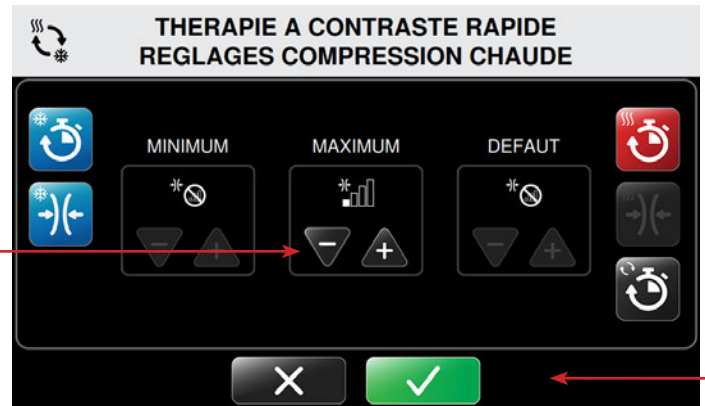 THERAPIE A CONTRASTE RAPIDE
REGLAGES COMPRESSION CHAUDE
MINIMUM MAXIMUM DEFAUT